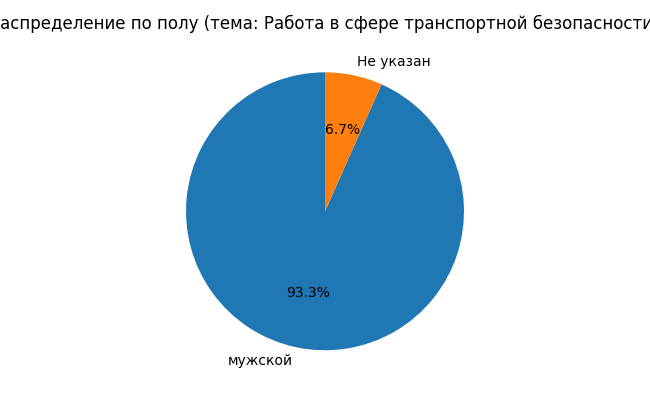 аспределение по полу (тема: Работа в сфере транспортной безопасности
Не указан
6.7%
93.3%
мужской